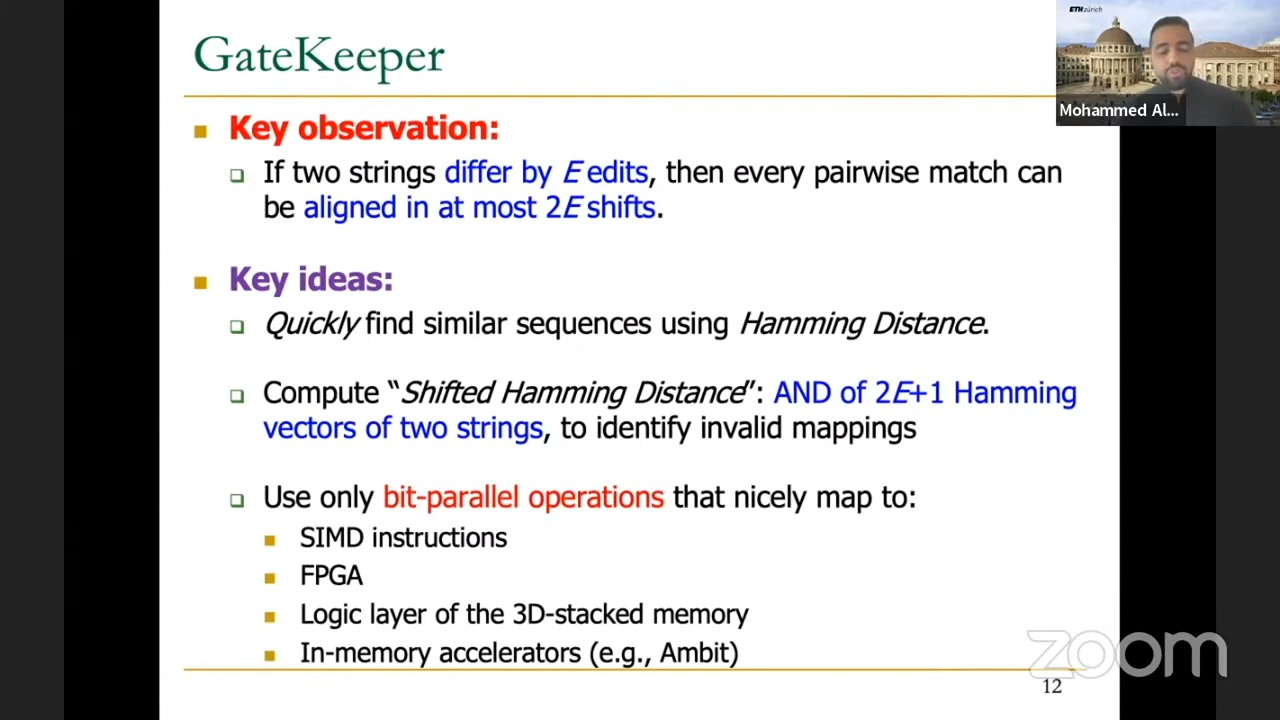 GateKeeper
ETH zürich
Mohammed Al...
Key observation:
If two strings differ by E edits, then every pairwise match can
be aligned in at most 2E shifts.
Key ideas:
Quickly find similar sequences using Hamming Distance.
Compute “Shifted Hamming Distance”: AND of 2E+1 Hamming
vectors of two strings, to identify invalid mappings
Use only bit-parallel operations that nicely map to:
SIMD instructions
FPGA
Logic layer of the 3D-stacked memory
In-memory accelerators (e.g., Ambit)
zoom
12